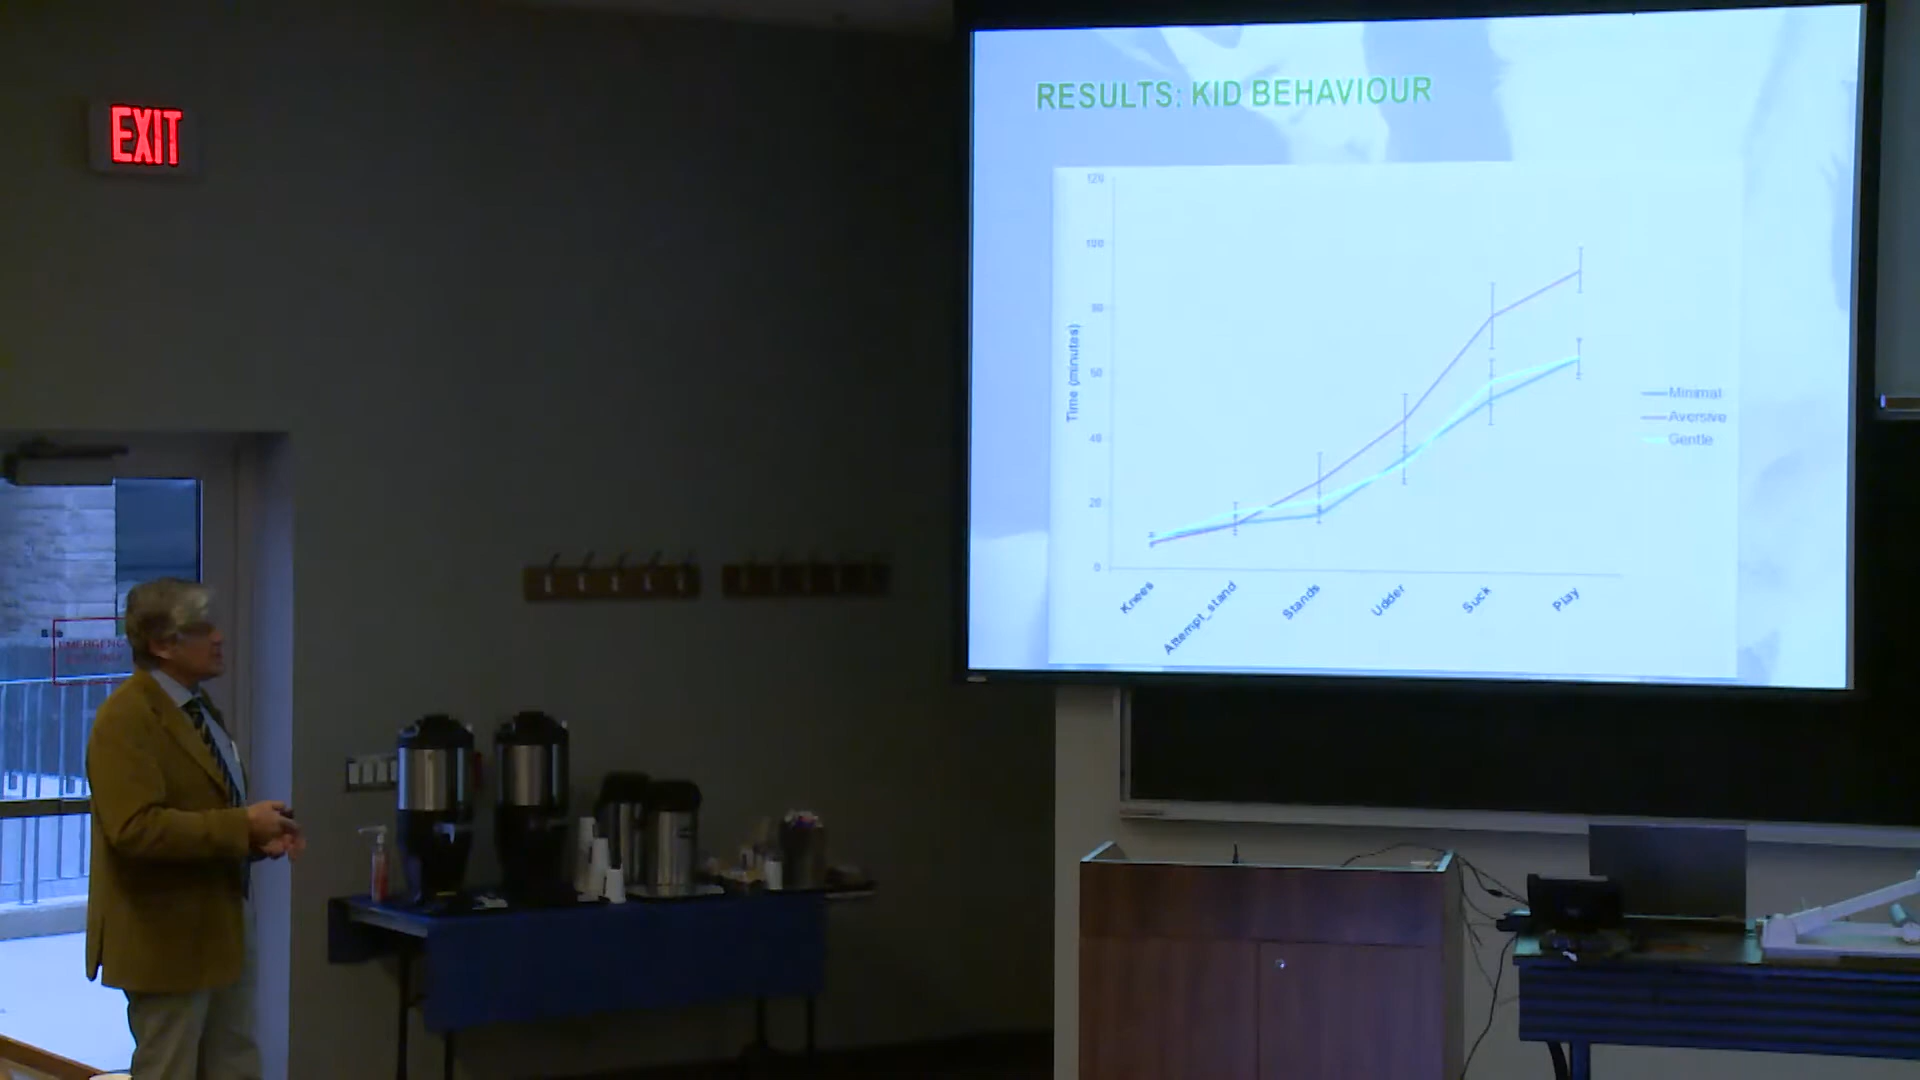 EXIT
RESULTS: KID BEHAVIOUR
120
100
80
60
40
20
0
Time (minutes)
Knees
Attempt_stand
Stands
Udder
Suck
Play
Minimal
Aversive
Gentle
EMERGENC